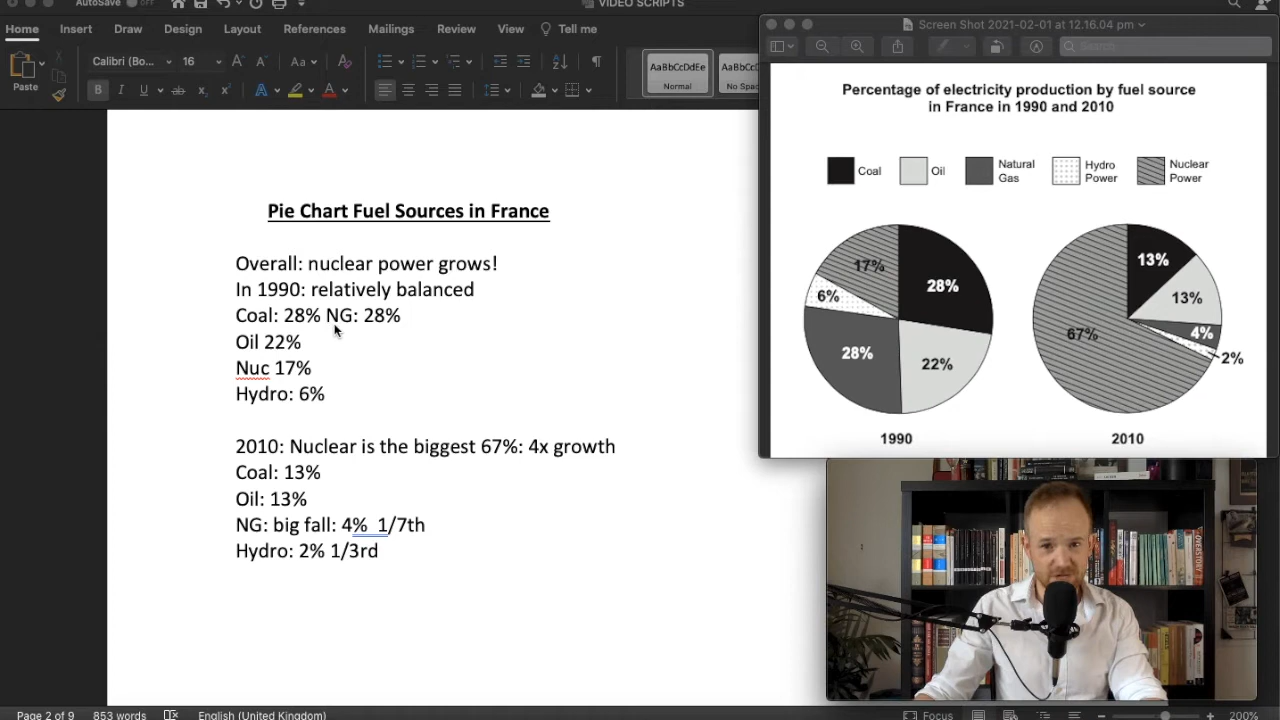 AutoSave
VIDEO SCRIPTS
Home Insert Draw Design Layout References Mailings Review View Tell me
Paste
Calibri (Bo... 16
AaBbCcDdEe
Normal
AaBbCcDc
No Spac
Screen Shot 2021-02-01 at 12.16.04 pm
Search
Pie Chart Fuel Sources in France
Overall: nuclear power grows!
In 1990: relatively balanced
Coal: 28% NG: 28%
Oil 22%
Nuc 17%
Hydro: 6%
2010: Nuclear is the biggest 67%: 4x growth
Coal: 13%
Oil: 13%
NG: big fall: 4% 1/7th
Hydro: 2% 1/3rd
Percentage of electricity production by fuel source
in France in 1990 and 2010
Coal
Oil
Natural
Gas
Hydro
Power
Nuclear
Power
17%
28%
6%
28%
22%
1990
13%
13%
67%
4%
2%
2010
OVERSTORY
Page 2 of 9 853 words English (United Kingdom) Focus 200%